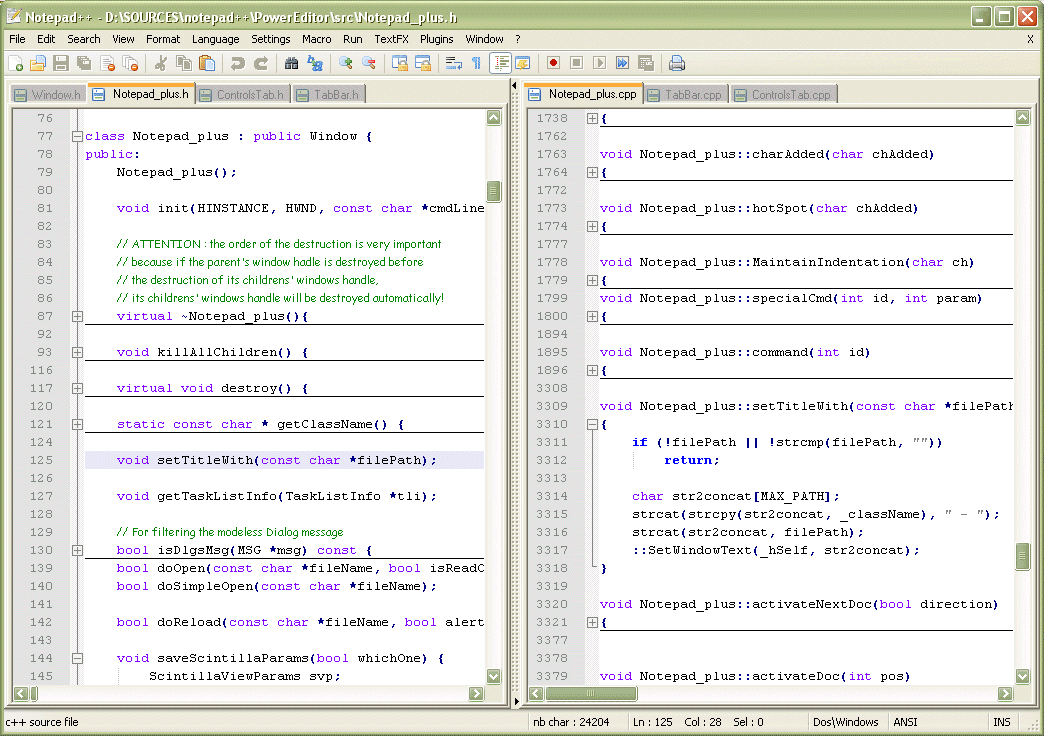 Notepad++ - D:\SOURCES\notepad++\PowerEditor\src\Notepad_plus.h
File Edit Search View Format Language Settings Macro Run TextFX Plugins Window ? X
Window.h Notepad_plus.h ControlsTab.h TabBar.h
76
77 class Notepad_plus : public Window {
78 public:
79 Notepad_plus();
80
81 void init(HINSTANCE, HWND, const char *cmdLine
82
83 // ATTENTION : the order of the destruction is very important
84 // because if the parent's window hadle is destroyed before
85 // the destruction of its childrens' windows handle,
86 // its childrens' windows handle will be destroyed automatically!
87 virtual ~Notepad_plus(){
92
93 void killAllChildren() {
116
117 virtual void destroy() {
120
121 static const char * getClassName() {
124
125 void setTitleWith(const char *filePath);
126
127 void getTaskListInfo(TaskListInfo *tli);
128
129 // For filtering the modeless Dialog message
130 bool isDlgsMsg(MSG *msg) const {
139 bool doOpen(const char *fileName, bool isReadO
140 bool doSimpleOpen(const char *fileName);
141
142 bool doReload(const char *fileName, bool alert
143
144 void saveScintillaParams(bool whichOne) {
145 ScintillaViewParams svp;
Notepad_plus.cpp TabBar.cpp ControlsTab.cpp
1738 {
1762
1763 void Notepad_plus::charAdded(char chAdded)
1764 {
1772
1773 void Notepad_plus::hotSpot(char chAdded)
1774 {
1777
1778 void Notepad_plus::MaintainIndentation(char ch)
1779 {
1799 void Notepad_plus::specialCmd(int id, int param)
1800 {
1894
1895 void Notepad_plus::command(int id)
1896 {
3308
3309 void Notepad_plus::setTitleWith(const char *filePath
3310 {
3311 if (!filePath || !strcmp(filePath, ""))
3312 return;
3313
3314 char str2concat[MAX_PATH];
3315 strcat(strcpy(str2concat, _className), " - ");
3316 strcat(str2concat, filePath);
3317 ::SetWindowText(_hSelf, str2concat);
3318 }
3319
3320 void Notepad_plus::activateNextDoc(bool direction)
3321 {
3377
3378
3379 void Notepad_plus::activateDoc(int pos)
c++ source file nb char : 24204 Ln : 125 Col : 28 Sel : 0 Dos\Windows ANSI INS